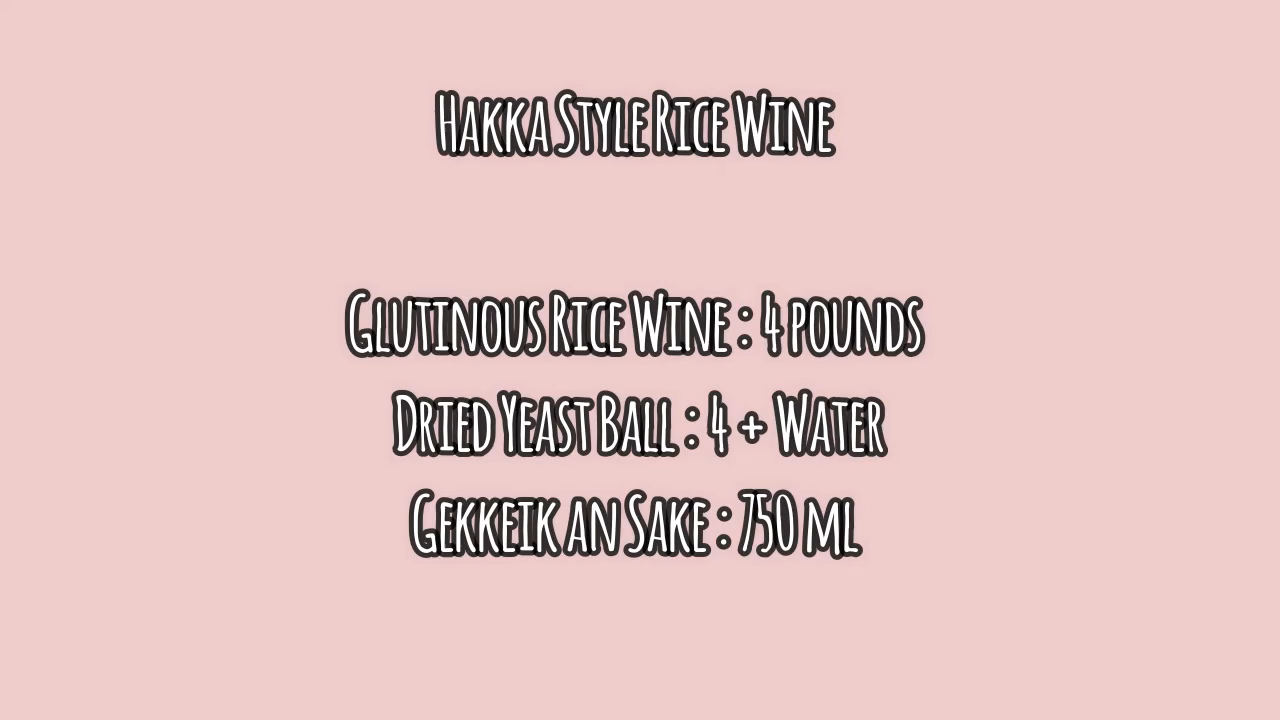 Hakka Style Rice Wine
Glutinous Rice Wine : 4 pounds
Dried Yeast Ball : 4 + Water
Gekkeik an Sake : 750 ml